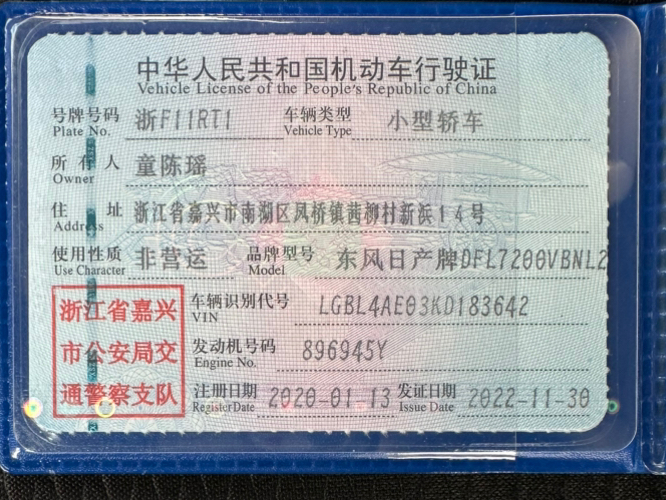 中华人民共和国机动车行驶证
Vehicle License of the People's Republic of China
号牌号码 浙F11RT1 车辆类型 小型轿车
Plate No. Vehicle Type
所有人 童陈瑶
Owner
住址 浙江省嘉兴市南湖区凤桥镇茜柳村新浜14号
Address
使用性质 非营运 品牌型号 东风日产牌DFL7200VBNL2
Use Character Model
浙江省嘉兴
市公安局交
通警察支队
车辆识别代号 LGBL4AE03KD183642
VIN
发动机号码 896945Y
Engine No.
注册日期 2020-01-13 发证日期 2022-11-30
Register Date Issue Date